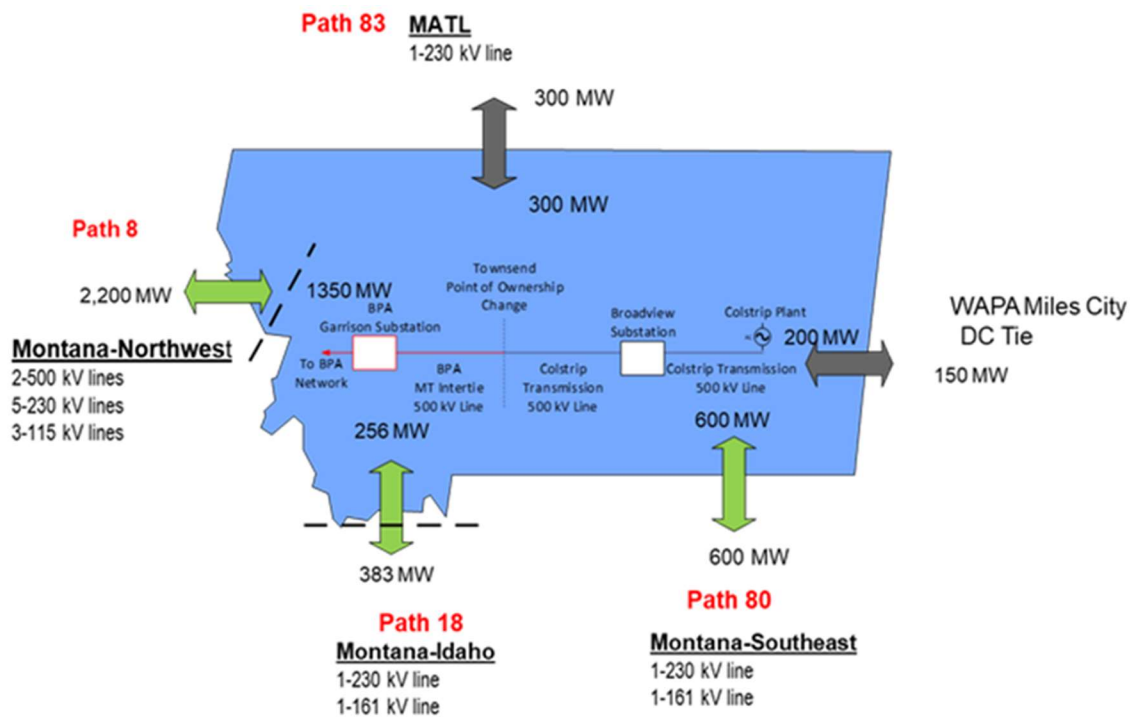 Path 83
MATL
1-230 kV line
300 MW
300 MW
Path 8
2,200 MW
1350 MW
Montana-Northwest
2-500 kV lines
5-230 kV lines
3-115 kV lines
BPA
Garrison Substation
To BPA
Network
BPA
MT Intertie
500 kV Line
Townsend
Point of Ownership
Change
Colstrip
Transmission
500 kV Line
Broadview
Substation
Colstrip Plant
Colstrip Transmission
500 kV Line
200 MW
WAPA Miles City
DC Tie
150 MW
256 MW
383 MW
Path 18
Montana-Idaho
1-230 kV line
1-161 kV line
600 MW
600 MW
Path 80
Montana-Southeast
1-230 kV line
1-161 kV line